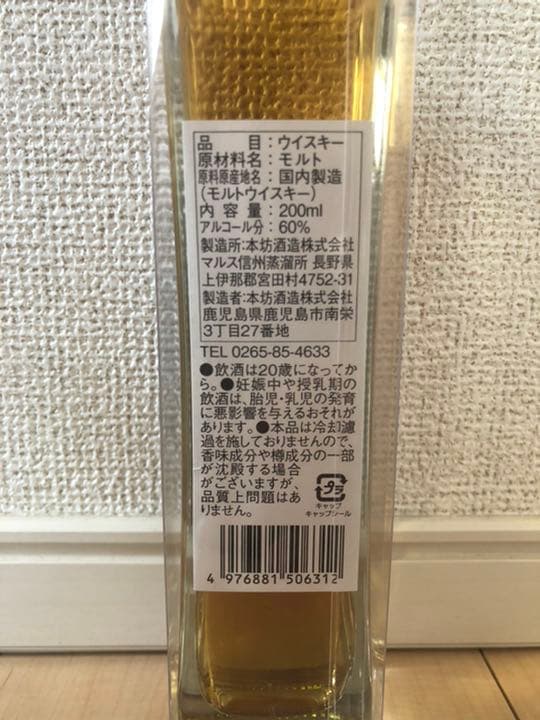 品目:ウイスキー
原材料名:モルト
原料原産地名:国内製造
(モルトウイスキー)
内容量:200ml
アルコール分:60%
製造所:本坊酒造株式会社
マルス信州蒸溜所 長野県
上伊那郡宮田村4752-31
製造者:本坊酒造株式会社
鹿児島県鹿児島市南栄
3丁目27番地
TEL 0265-85-4633
●飲酒は20歳になってか
ら。●妊娠中や授乳期の
飲酒は、胎児・乳児の発育
に悪影響を与えるおそれが
あります。●本品は冷却濾
過を施しておりませんので、
香味成分や樽成分の一部
が沈殿する場合
がございますが、
品質上問題はあ
りません。
プラ
キャップ
キャップシール
4 976881 506312